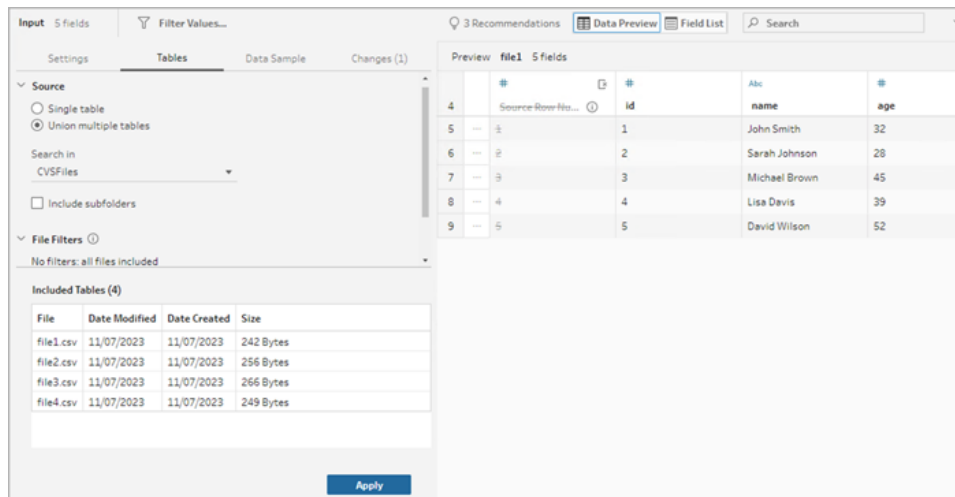 Input 5 fields Filter Values...
3 Recommendations Data Preview Field List Search
Settings Tables Data Sample Changes (1)
Source
Single table
Union multiple tables
Search in
CVSFiles
Include subfolders
File Filters
No filters: all files included
Included Tables (4)
File Date Modified Date Created Size
file1.csv 11/07/2023 11/07/2023 242 Bytes
file2.csv 11/07/2023 11/07/2023 256 Bytes
file3.csv 11/07/2023 11/07/2023 266 Bytes
file4.csv 11/07/2023 11/07/2023 249 Bytes
Apply
Preview file1 5 fields
# # Abc #
4 Source Row Nu... id name age
5 1 1 John Smith 32
6 2 2 Sarah Johnson 28
7 3 3 Michael Brown 45
8 4 4 Lisa Davis 39
9 5 5 David Wilson 52